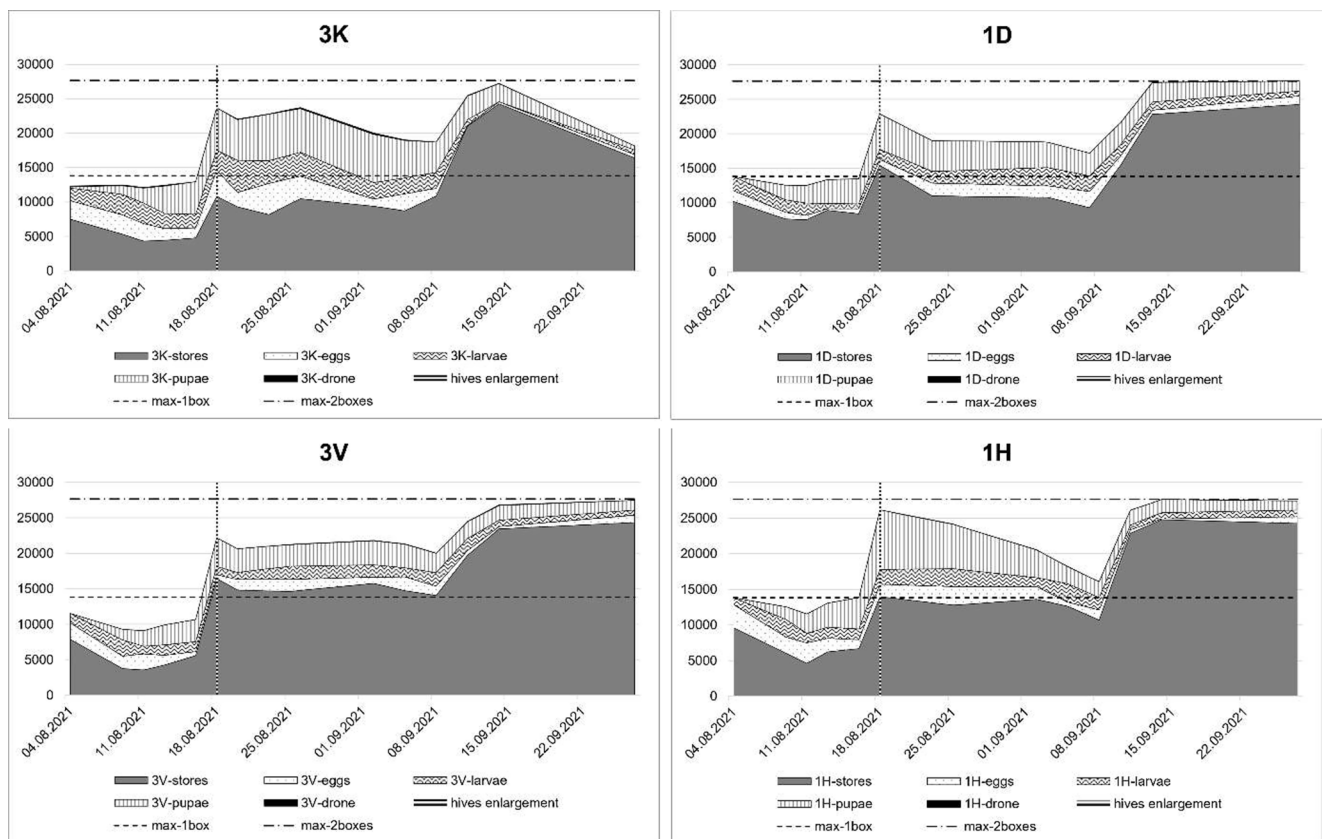 3K
30000
25000
20000
15000
10000
5000
0
04.08.2021 11.08.2021 18.08.2021 25.08.2021 01.09.2021 08.09.2021 15.09.2021 22.09.2021
3K-stores 3K-eggs 3K-larvae
3K-pupae 3K-drone hives enlargement
max-1box max-2boxes
1D
30000
25000
20000
15000
10000
5000
0
04.08.2021 11.08.2021 18.08.2021 25.08.2021 01.09.2021 08.09.2021 15.09.2021 22.09.2021
1D-stores 1D-eggs 1D-larvae
1D-pupae 1D-drone hives enlargement
max-1box max-2boxes
3V
30000
25000
20000
15000
10000
5000
0
04.08.2021 11.08.2021 18.08.2021 25.08.2021 01.09.2021 08.09.2021 15.09.2021 22.09.2021
3V-stores 3V-eggs 3V-larvae
3V-pupae 3V-drone hives enlargement
max-1box max-2boxes
1H
30000
25000
20000
15000
10000
5000
0
04.08.2021 11.08.2021 18.08.2021 25.08.2021 01.09.2021 08.09.2021 15.09.2021 22.09.2021
1H-stores 1H-eggs 1H-larvae
1H-pupae 1H-drone hives enlargement
max-1box max-2boxes